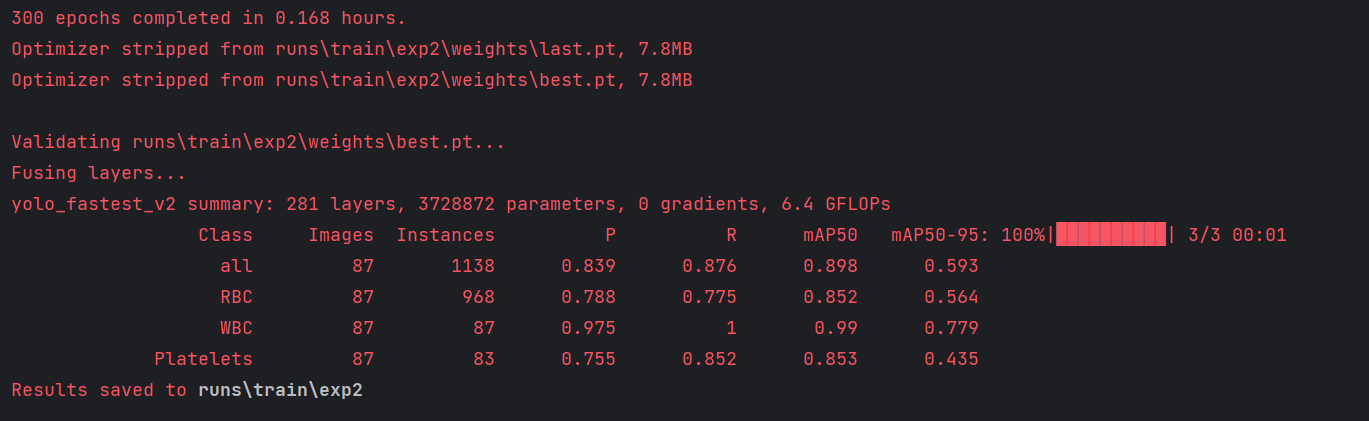 300 epochs completed in 0.168 hours.
Optimizer stripped from runs\train\exp2\weights\last.pt, 7.8MB
Optimizer stripped from runs\train\exp2\weights\best.pt, 7.8MB
Validating runs\train\exp2\weights\best.pt...
Fusing layers...
yolo_fastest_v2 summary: 281 layers, 3728872 parameters, 0 gradients, 6.4 GFLOPs
Class Images Instances P R mAP50 mAP50-95: 100%|██████████| 3/3 00:01
all 87 1138 0.839 0.876 0.898 0.593
RBC 87 968 0.788 0.775 0.852 0.564
WBC 87 87 0.975 1 0.99 0.779
Platelets 87 83 0.755 0.852 0.853 0.435
Results saved to runs\train\exp2